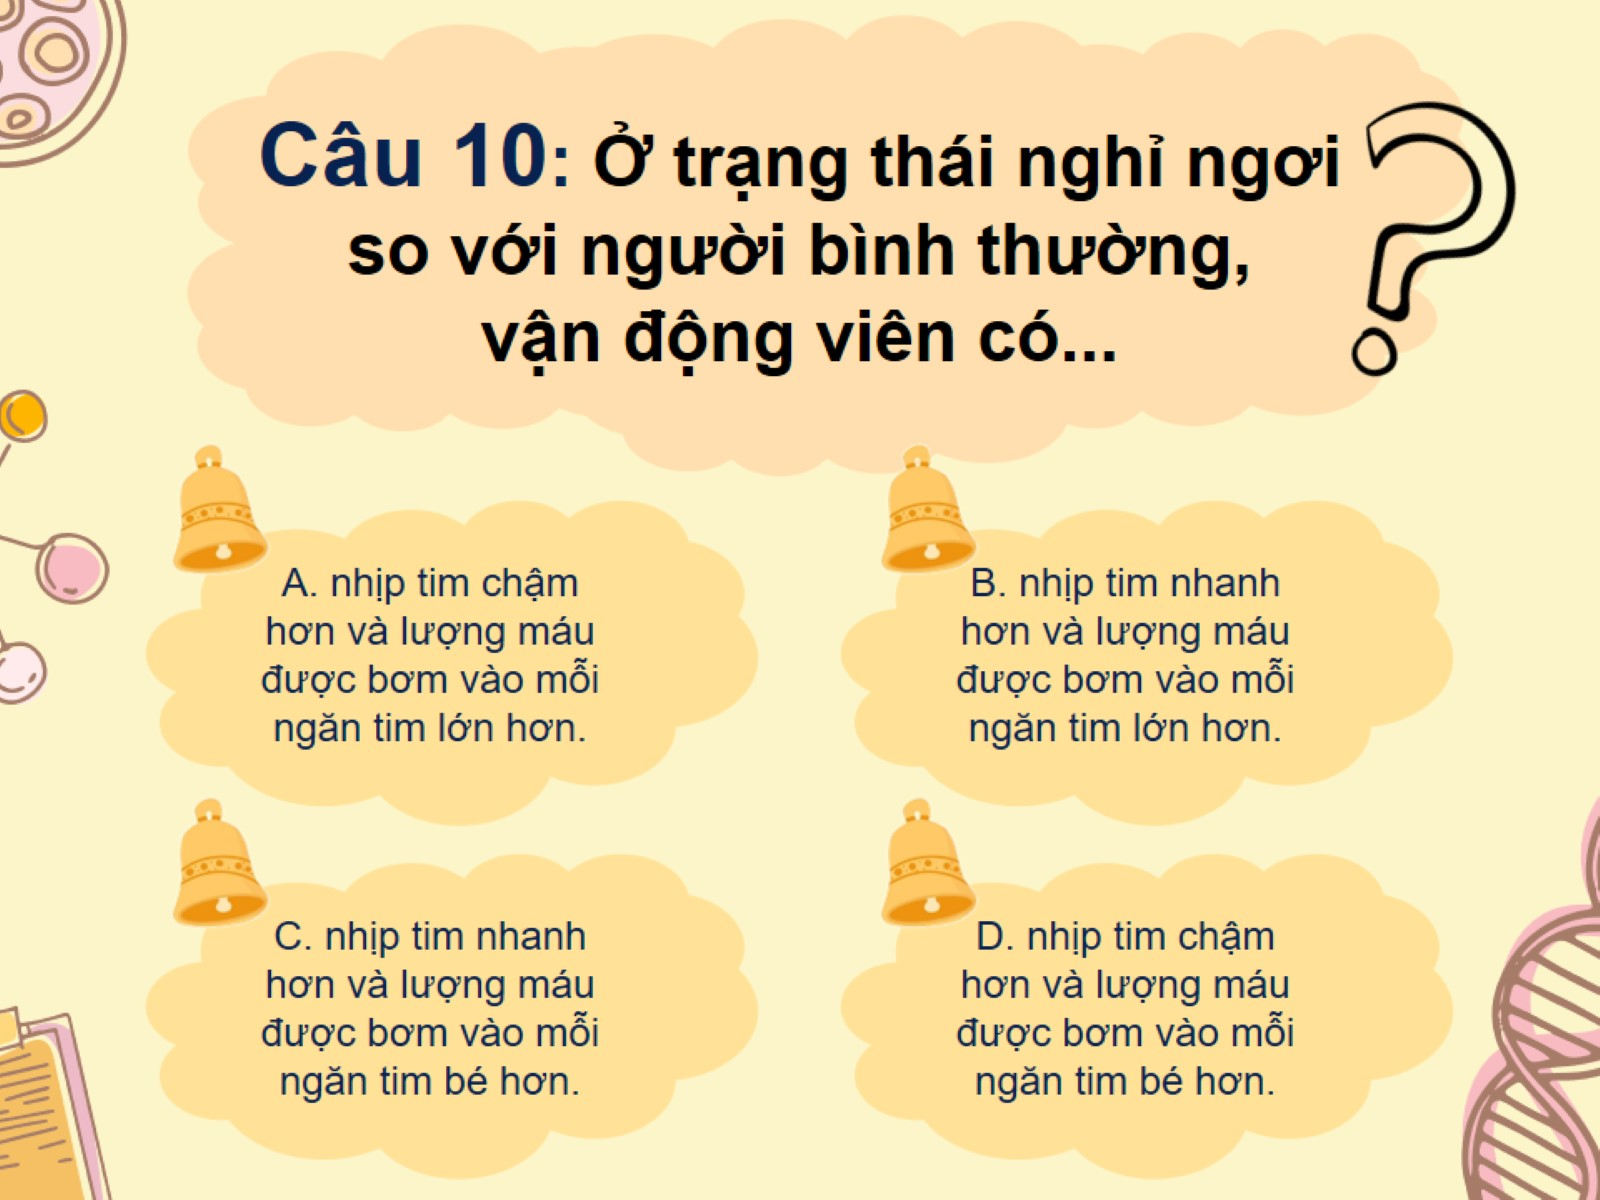 Câu 10: Ở trạng thái nghỉ ngơi
so với người bình thường,
vận động viên có...
A. nhịp tim chậm
hơn và lượng máu
được bơm vào mỗi
ngăn tim lớn hơn.
B. nhịp tim nhanh
hơn và lượng máu
được bơm vào mỗi
ngăn tim lớn hơn.
C. nhịp tim nhanh
hơn và lượng máu
được bơm vào mỗi
ngăn tim bé hơn.
D. nhịp tim chậm
hơn và lượng máu
được bơm vào mỗi
ngăn tim bé hơn.